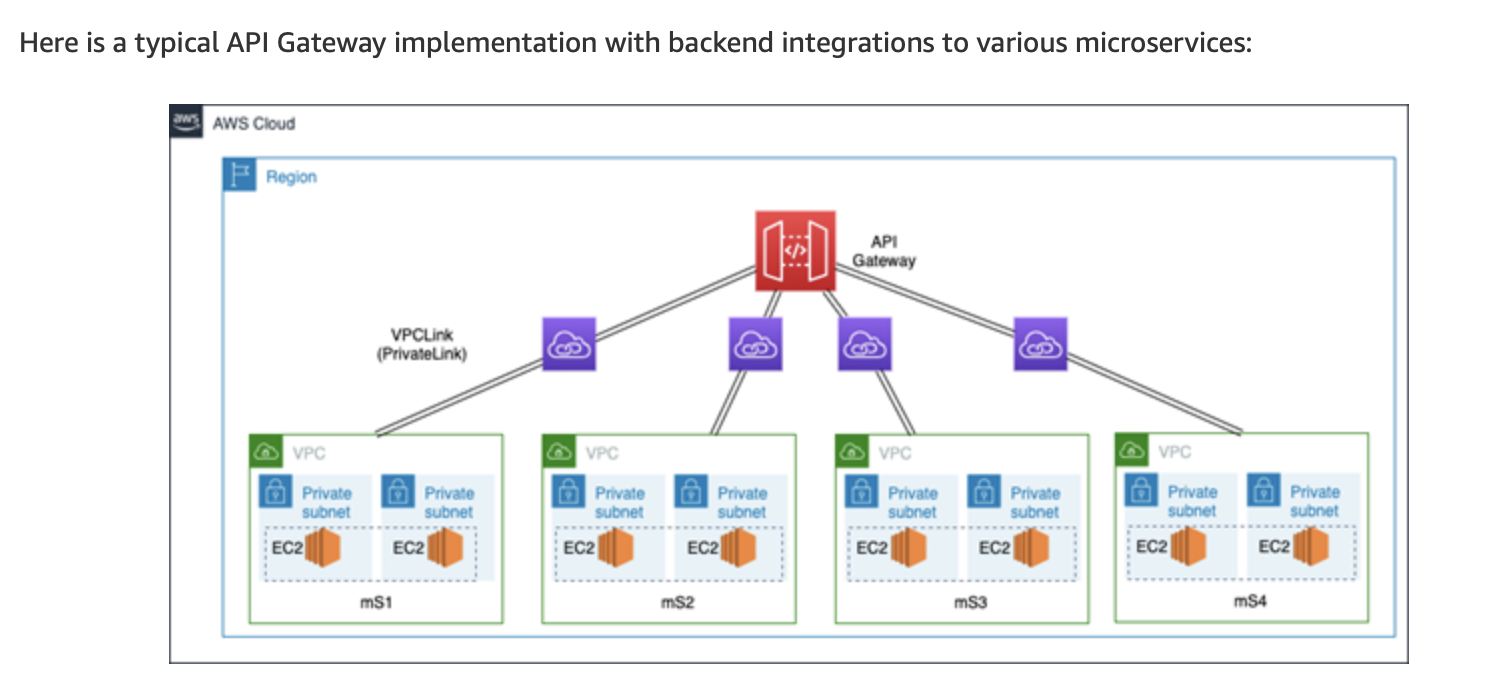 Here is a typical API Gateway implementation with backend integrations to various microservices:
aws
AWS Cloud
Region
API
Gateway
VPCLink
(PrivateLink)
VPC
Private
subnet
Private
subnet
EC2
EC2
mS1
VPC
Private
subnet
Private
subnet
EC2
EC2
mS2
VPC
Private
subnet
Private
subnet
EC2
EC2
mS3
VPC
Private
subnet
Private
subnet
EC2
EC2
mS4